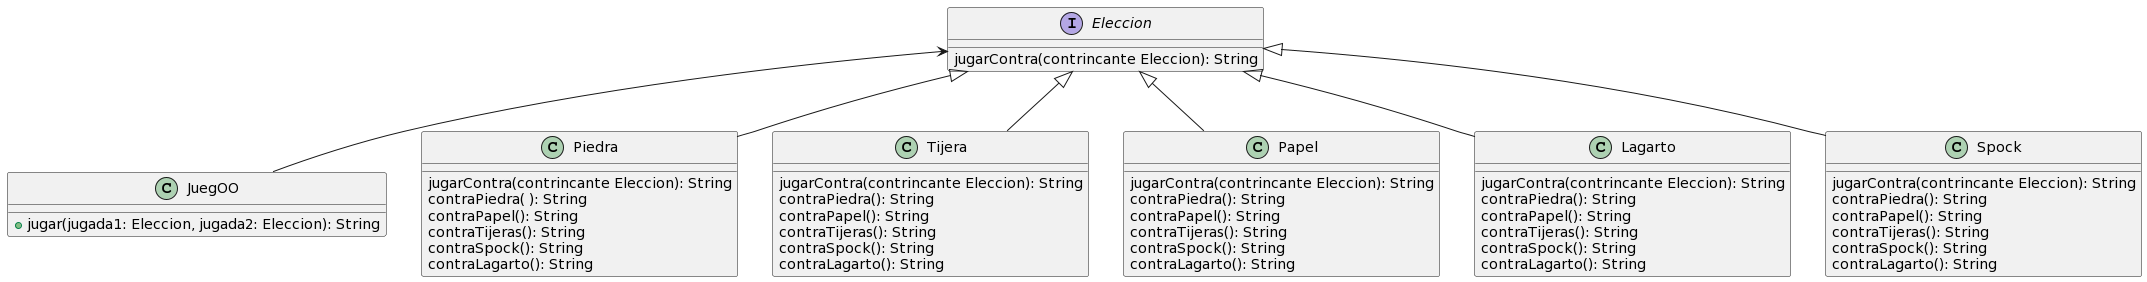 I Eleccion
jugarContra(contrincante Eleccion): String
C JuegOO
jugar(jugada1: Eleccion, jugada2: Eleccion): String
C Piedra
jugarContra(contrincante Eleccion): String
contraPiedra( ): String
contraPapel(): String
contraTijeras(): String
contraSpock(): String
contraLagarto(): String
C Tijera
jugarContra(contrincante Eleccion): String
contraPiedra(): String
contraPapel(): String
contraTijeras(): String
contraSpock(): String
contraLagarto(): String
C Papel
jugarContra(contrincante Eleccion): String
contraPiedra(): String
contraPapel(): String
contraTijeras(): String
contraSpock(): String
contraLagarto(): String
C Lagarto
jugarContra(contrincante Eleccion): String
contraPiedra(): String
contraPapel(): String
contraTijeras(): String
contraSpock(): String
contraLagarto(): String
C Spock
jugarContra(contrincante Eleccion): String
contraPiedra(): String
contraPapel(): String
contraTijeras(): String
contraSpock(): String
contraLagarto(): String